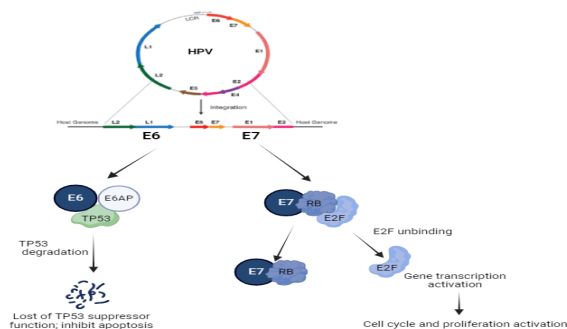 LCR
E6
E7
L1
HPV
E1
L2
E2
E5
E4
Integration
Host Genome L2 L1 E6 E7 E1 E2 Host Genome
E6 E7
E6 E6AP
TP53
E7 RB
E2F
TP53
degradation
E2F unbinding
E7 RB
E2F
Gene transcription
activation
Lost of TP53 suppressor
function; inhibit apoptosis
Cell cycle and proliferation activation